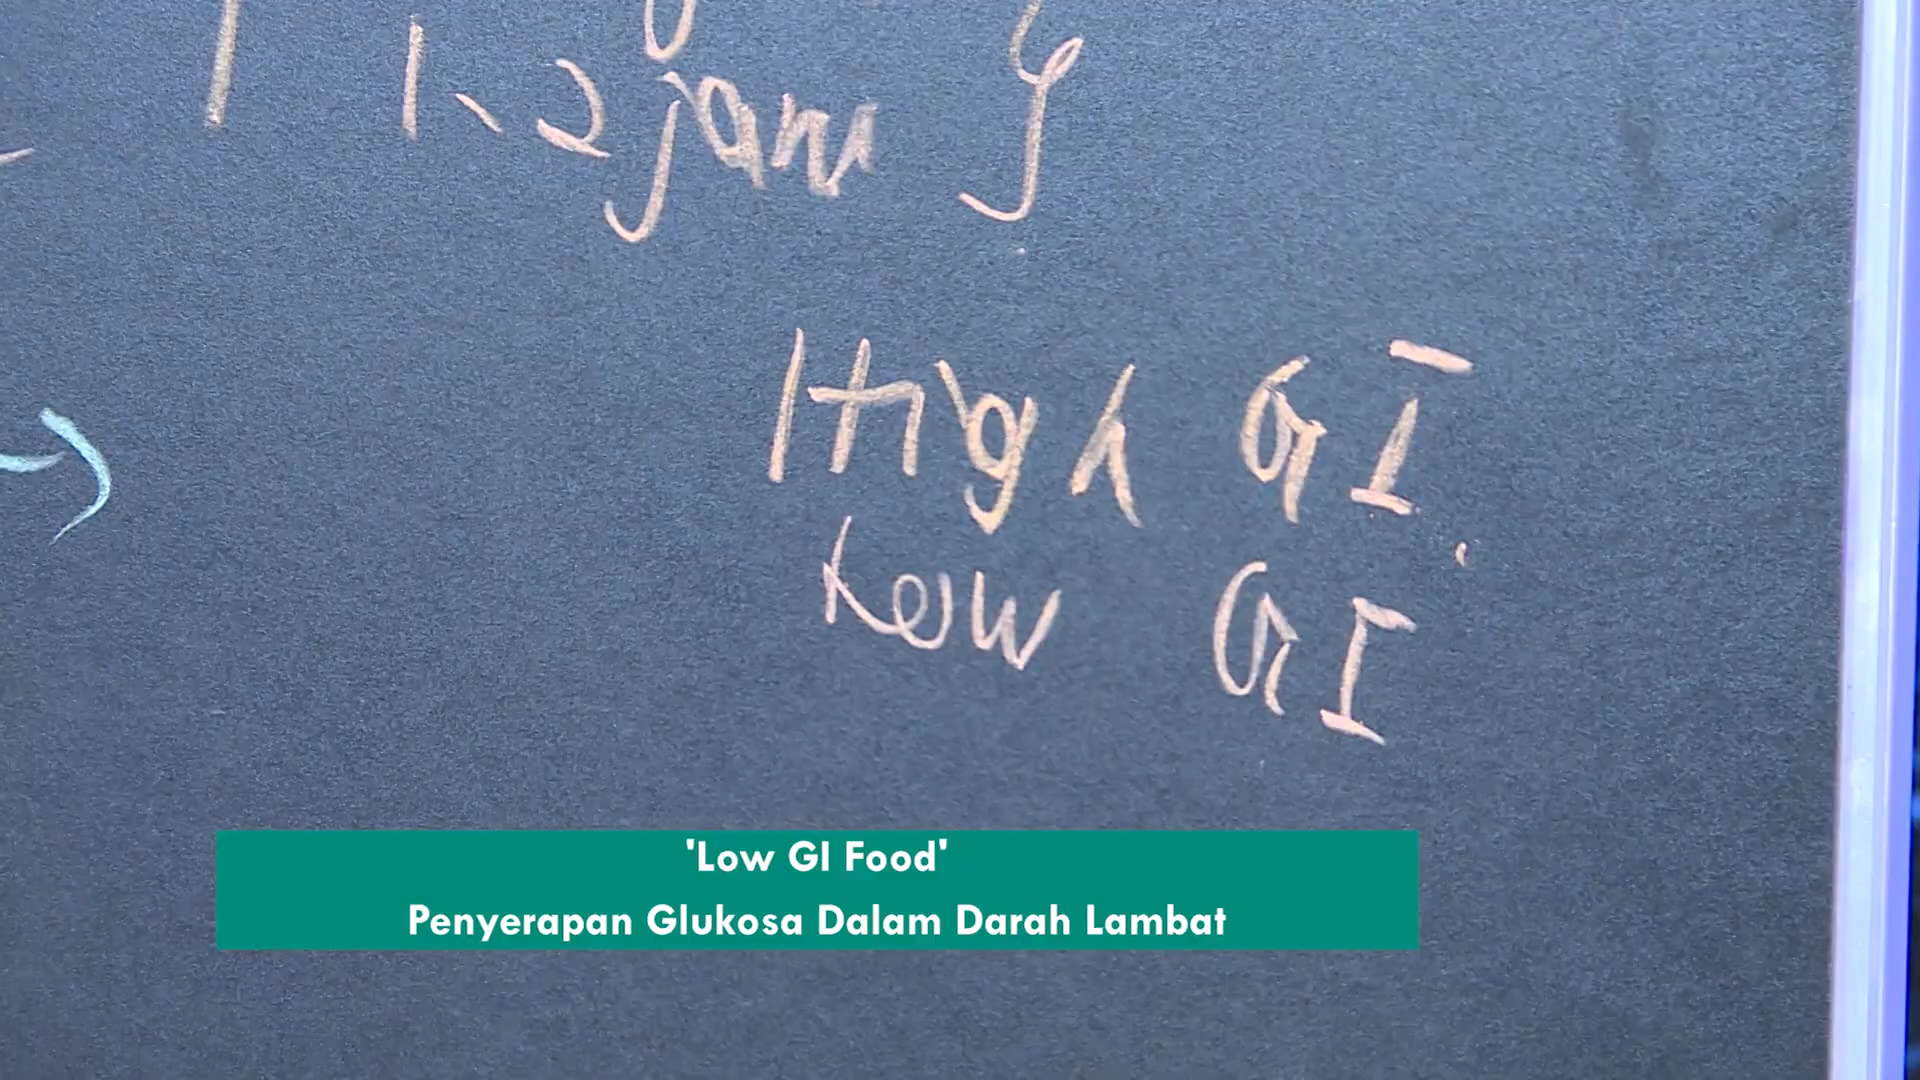 1-2 jam
High GI
Low GI
'Low GI Food'
Penyerapan Glukosa Dalam Darah Lambat